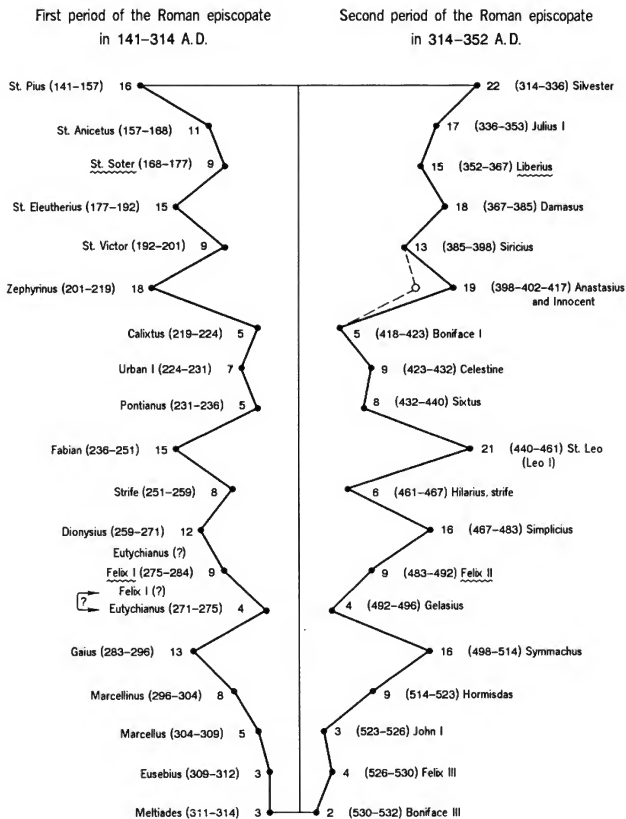 First period of the Roman episcopate
in 141–314 A.D.
Second period of the Roman episcopate
in 314–352 A.D.
St. Pius (141–157) 16
22 (314–336) Silvester
St. Anicetus (157–168) 11
17 (336–353) Julius I
St. Soter (168–177) 9
15 (352–367) Liberius
St. Eleutherius (177–192) 15
18 (367–385) Damasus
St. Victor (192–201) 9
13 (385–398) Siricius
Zephyrinus (201–219) 18
19 (398–402–417) Anastasius
and Innocent
Calixtus (219–224) 5
5 (418–423) Boniface I
Urban I (224–231) 7
9 (423–432) Celestine
Pontianus (231–236) 5
8 (432–440) Sixtus
Fabian (236–251) 15
21 (440–461) St. Leo
(Leo I)
Strife (251–259) 8
6 (461–467) Hilarius, strife
Dionysius (259–271) 12
16 (467–483) Simplicius
Eutychianus (?)
Felix I (275–284) 9
9 (483–492) Felix II
Felix I (?)
?
Eutychianus (271–275) 4
4 (492–496) Gelasius
Gaius (283–296) 13
16 (498–514) Symmachus
Marcellinus (296–304) 8
9 (514–523) Hormisdas
Marcellus (304–309) 5
3 (523–526) John I
Eusebius (309–312) 3
4 (526–530) Felix III
Meltiades (311–314) 3
2 (530–532) Boniface III